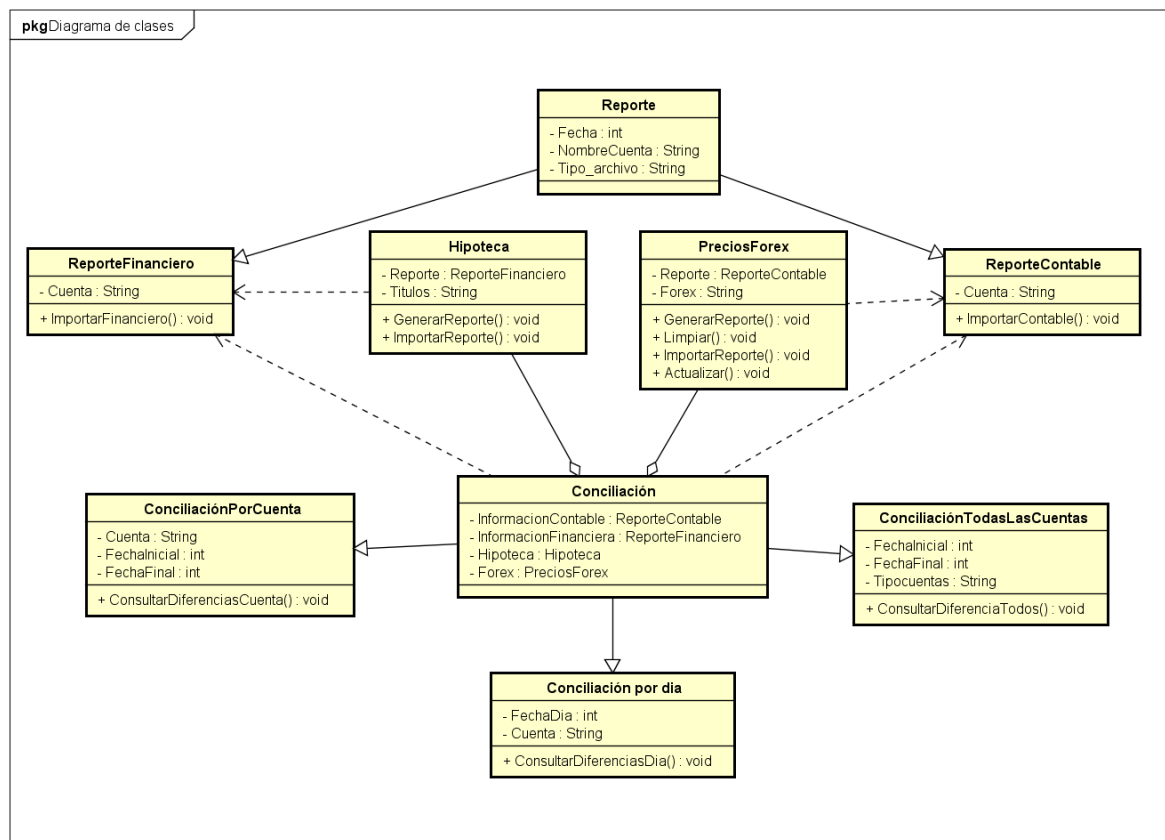 pkgDiagrama de clases
Reporte
- Fecha : int
- NombreCuenta : String
- Tipo_archivo : String
ReporteFinanciero
- Cuenta : String
+ ImportarFinanciero() : void
Hipoteca
- Reporte : ReporteFinanciero
- Titulos : String
+ GenerarReporte() : void
+ ImportarReporte() : void
PreciosForex
- Reporte : ReporteContable
- Forex : String
+ GenerarReporte() : void
+ Limpiar() : void
+ ImportarReporte() : void
+ Actualizar() : void
ReporteContable
- Cuenta : String
+ ImportarContable() : void
ConciliaciónPorCuenta
- Cuenta : String
- FechaInicial : int
- FechaFinal : int
+ ConsultarDiferenciasCuenta() : void
Conciliación
- InformacionContable : ReporteContable
- InformacionFinanciera : ReporteFinanciero
- Hipoteca : Hipoteca
- Forex : PreciosForex
ConciliaciónTodasLasCuentas
- FechaInicial : int
- FechaFinal : int
- Tipocuentas : String
+ ConsultarDiferenciaTodos() : void
Conciliación por dia
- FechaDia : int
- Cuenta : String
+ ConsultarDiferenciasDia() : void